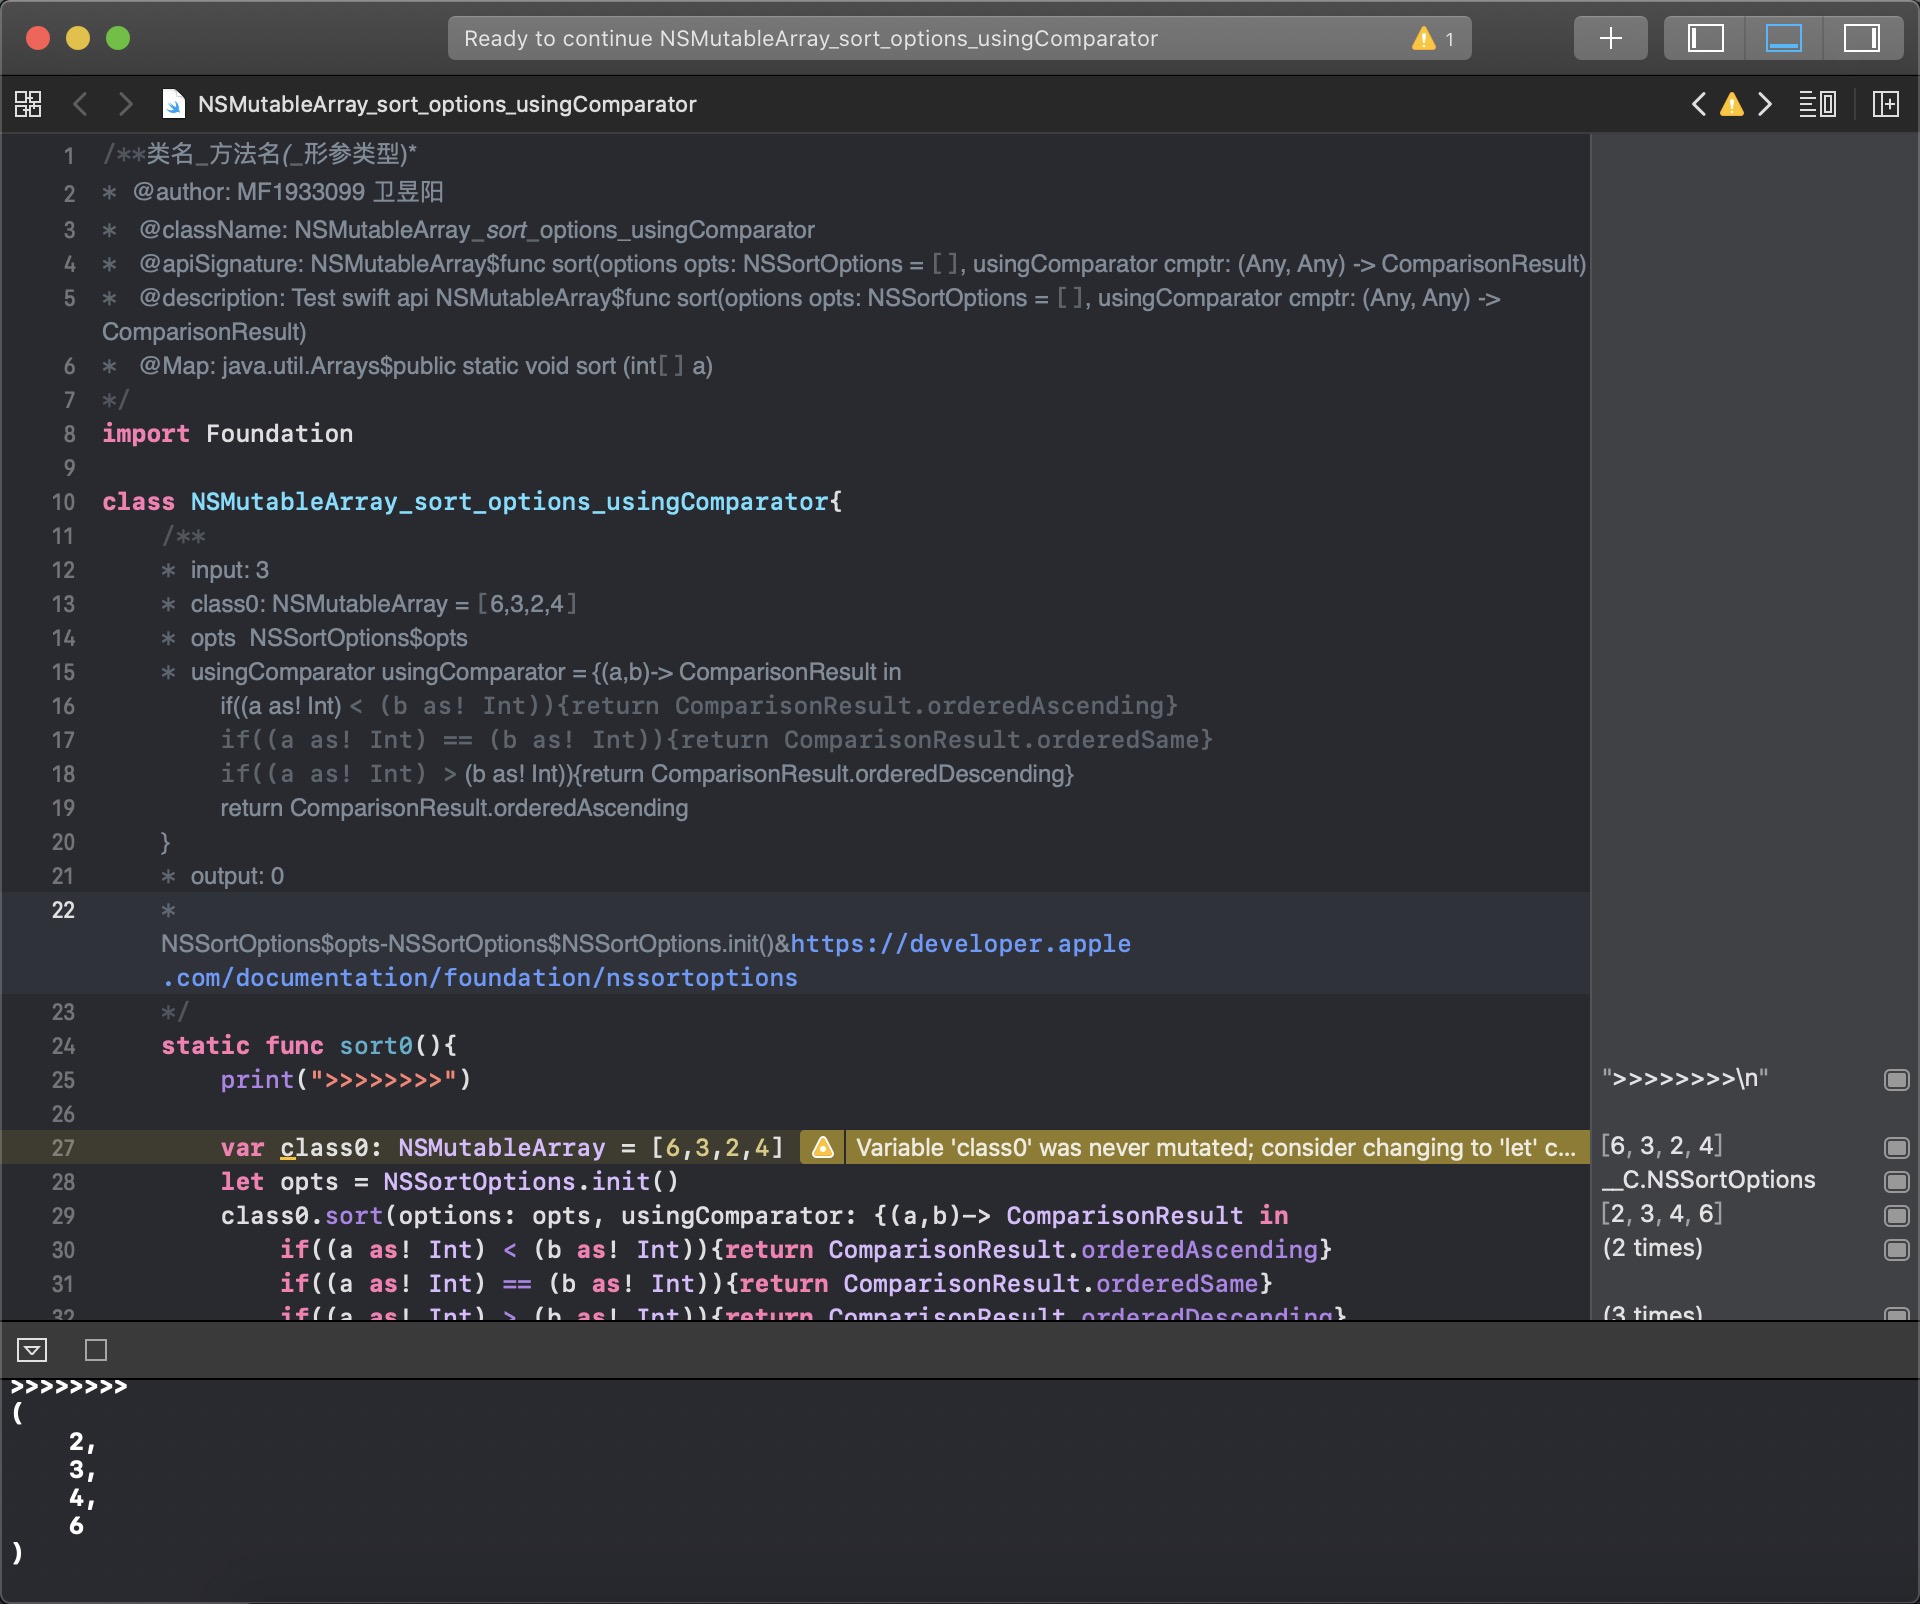 Ready to continue NSMutableArray_sort_options_usingComparator
1
NSMutableArray_sort_options_usingComparator
1 /**类名_方法名(_形参类型)*
2 * @author: MF1933099 卫昱阳
3 * @className: NSMutableArray_sort_options_usingComparator
4 * @apiSignature: NSMutableArray$func sort(options opts: NSSortOptions = [], usingComparator cmptr: (Any, Any) -> ComparisonResult)
5 * @description: Test swift api NSMutableArray$func sort(options opts: NSSortOptions = [], usingComparator cmptr: (Any, Any) ->
ComparisonResult)
6 * @Map: java.util.Arrays$public static void sort (int[] a)
7 */
8 import Foundation
9
10 class NSMutableArray_sort_options_usingComparator{
11 /**
12 * input: 3
13 * class0: NSMutableArray = [6,3,2,4]
14 * opts  NSSortOptions$opts
15 * usingComparator usingComparator = {(a,b)-> ComparisonResult in
16 if((a as! Int) < (b as! Int)){return ComparisonResult.orderedAscending}
17 if((a as! Int) == (b as! Int)){return ComparisonResult.orderedSame}
18 if((a as! Int) > (b as! Int)){return ComparisonResult.orderedDescending}
19 return ComparisonResult.orderedAscending
20 }
21 * output: 0
22 *
NSSortOptions$opts-NSSortOptions$NSSortOptions.init()&https://developer.apple
.com/documentation/foundation/nssortoptions
23 */
24 static func sort0(){
25 print(">>>>>>>>") ">>>>>>>>\n"
26
27 var class0: NSMutableArray = [6,3,2,4] Variable 'class0' was never mutated; consider changing to 'let' c... [6, 3, 2, 4]
28 let opts = NSSortOptions.init() __C.NSSortOptions
29 class0.sort(options: opts, usingComparator: {(a,b)-> ComparisonResult in [2, 3, 4, 6]
30 if((a as! Int) < (b as! Int)){return ComparisonResult.orderedAscending} (2 times)
31 if((a as! Int) == (b as! Int)){return ComparisonResult.orderedSame}
32 if((a as! Int) > (b as! Int)){return ComparisonResult.orderedDescending} (3 times)
>>>>>>>>
(
2,
3,
4,
6
)